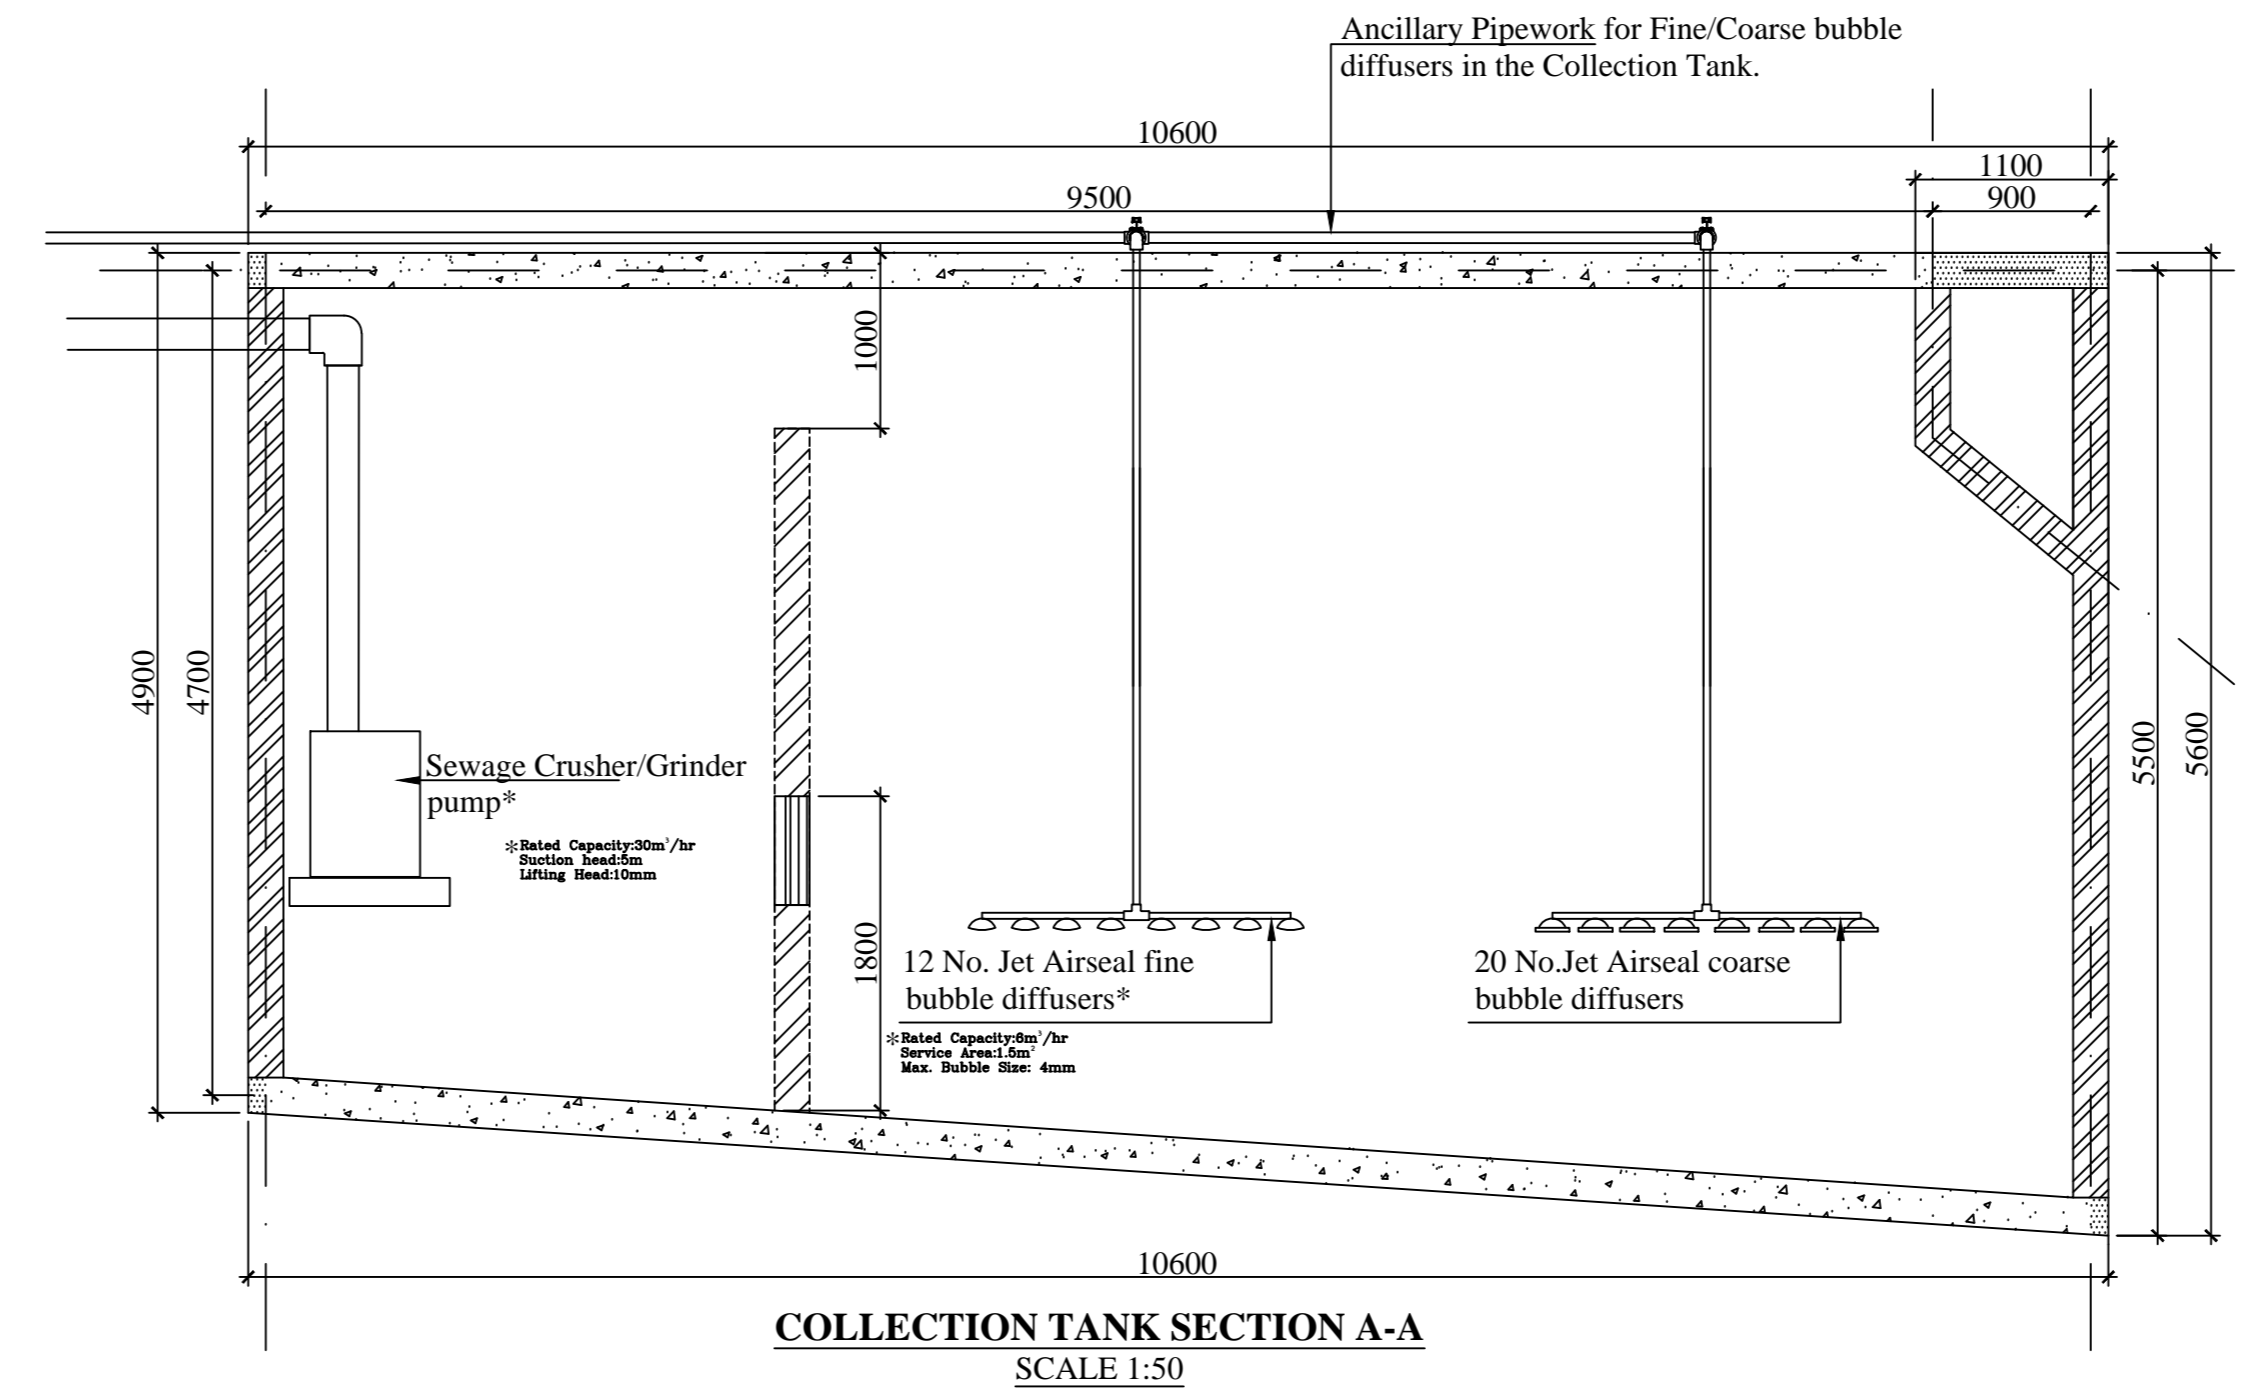 Ancillary Pipework for Fine/Coarse bubble
diffusers in the Collection Tank.
10600
1100
9500
900
1000
4900
4700
Sewage Crusher/Grinder
pump*
*Rated Capacity:30m³/hr
Suction head:5m
Lifting Head:10mm
5500
5600
1800
12 No. Jet Airseal fine
bubble diffusers*
*Rated Capacity:6m³/hr
Service Area:1.5m²
Max. Bubble Size: 4mm
20 No.Jet Airseal coarse
bubble diffusers
10600
COLLECTION TANK SECTION A-A
SCALE 1:50